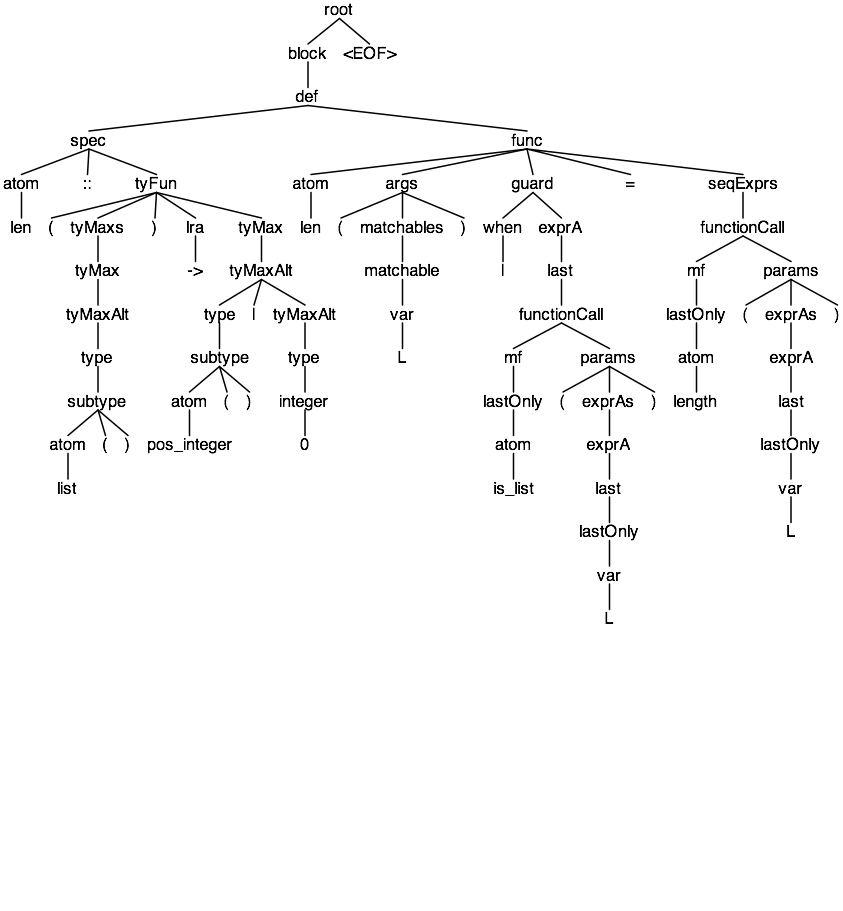 root
block <EOF>
def
spec func
atom :: tyFun atom args guard = seqExprs
len ( tyMaxs ) lra tyMax len ( matchables ) when exprA functionCall
tyMax -> tyMaxAlt matchable | last mf params
tyMaxAlt type | tyMaxAlt var functionCall lastOnly ( exprAs )
type subtype type L mf params atom exprA
subtype atom ( ) integer lastOnly ( exprAs ) length last
atom ( ) pos_integer 0 atom exprA lastOnly
list is_list last var
lastOnly L
var
L